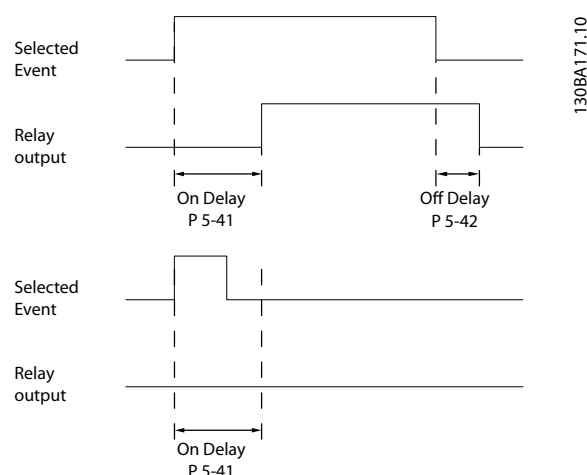 130BA171.10
Selected
Event
Relay
output
On Delay
P 5-41
Off Delay
P 5-42
Selected
Event
Relay
output
On Delay
P 5-41